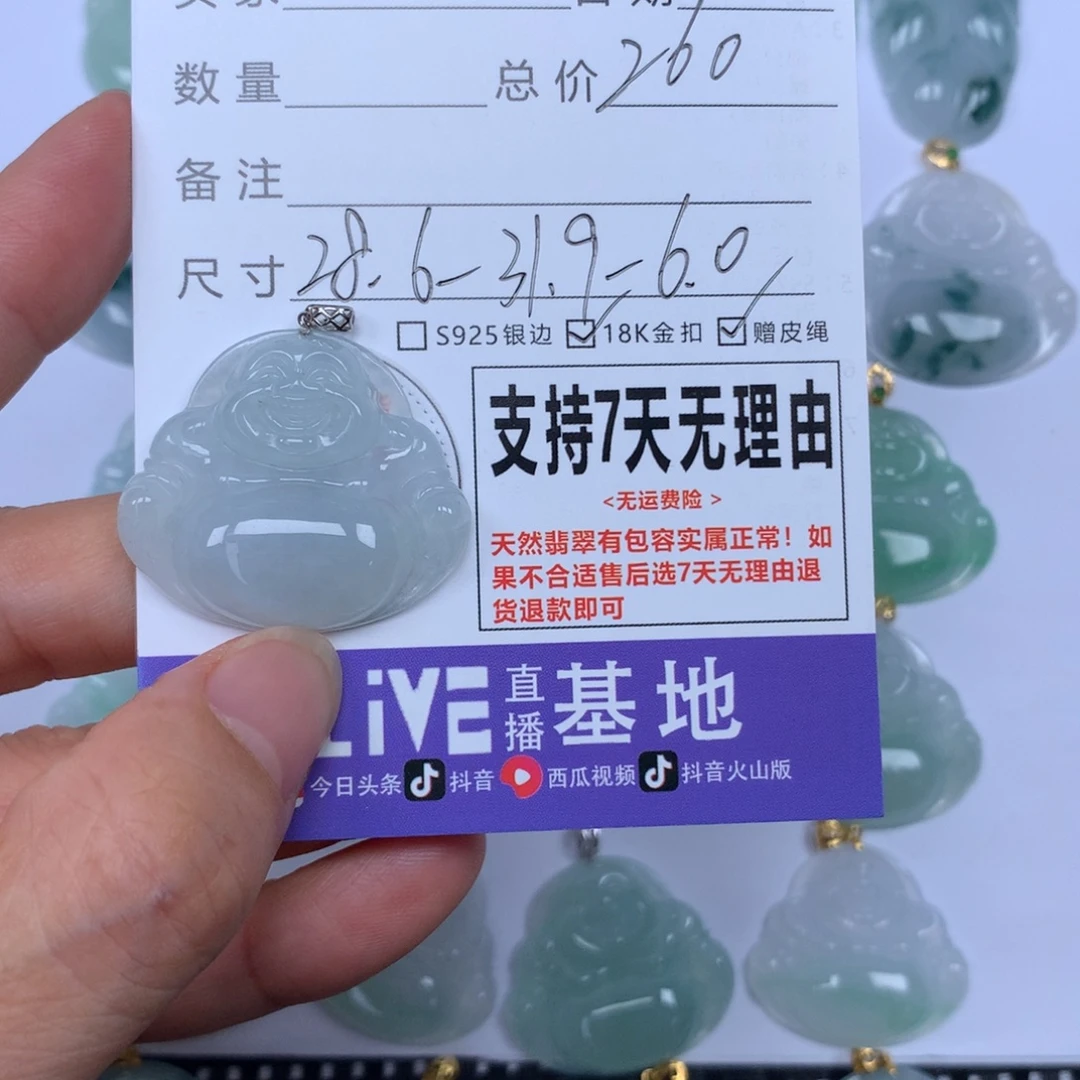 数量 总价 260
备注
尺寸 28.6-31.9-6.0
S925银边 18K金扣 赠皮绳
支持7天无理由
<无运费险>
天然翡翠有包容实属正常！如
果不合适售后选7天无理由退
货退款即可
LiVE 直播 基地
今日头条 抖音 西瓜视频 抖音火山版